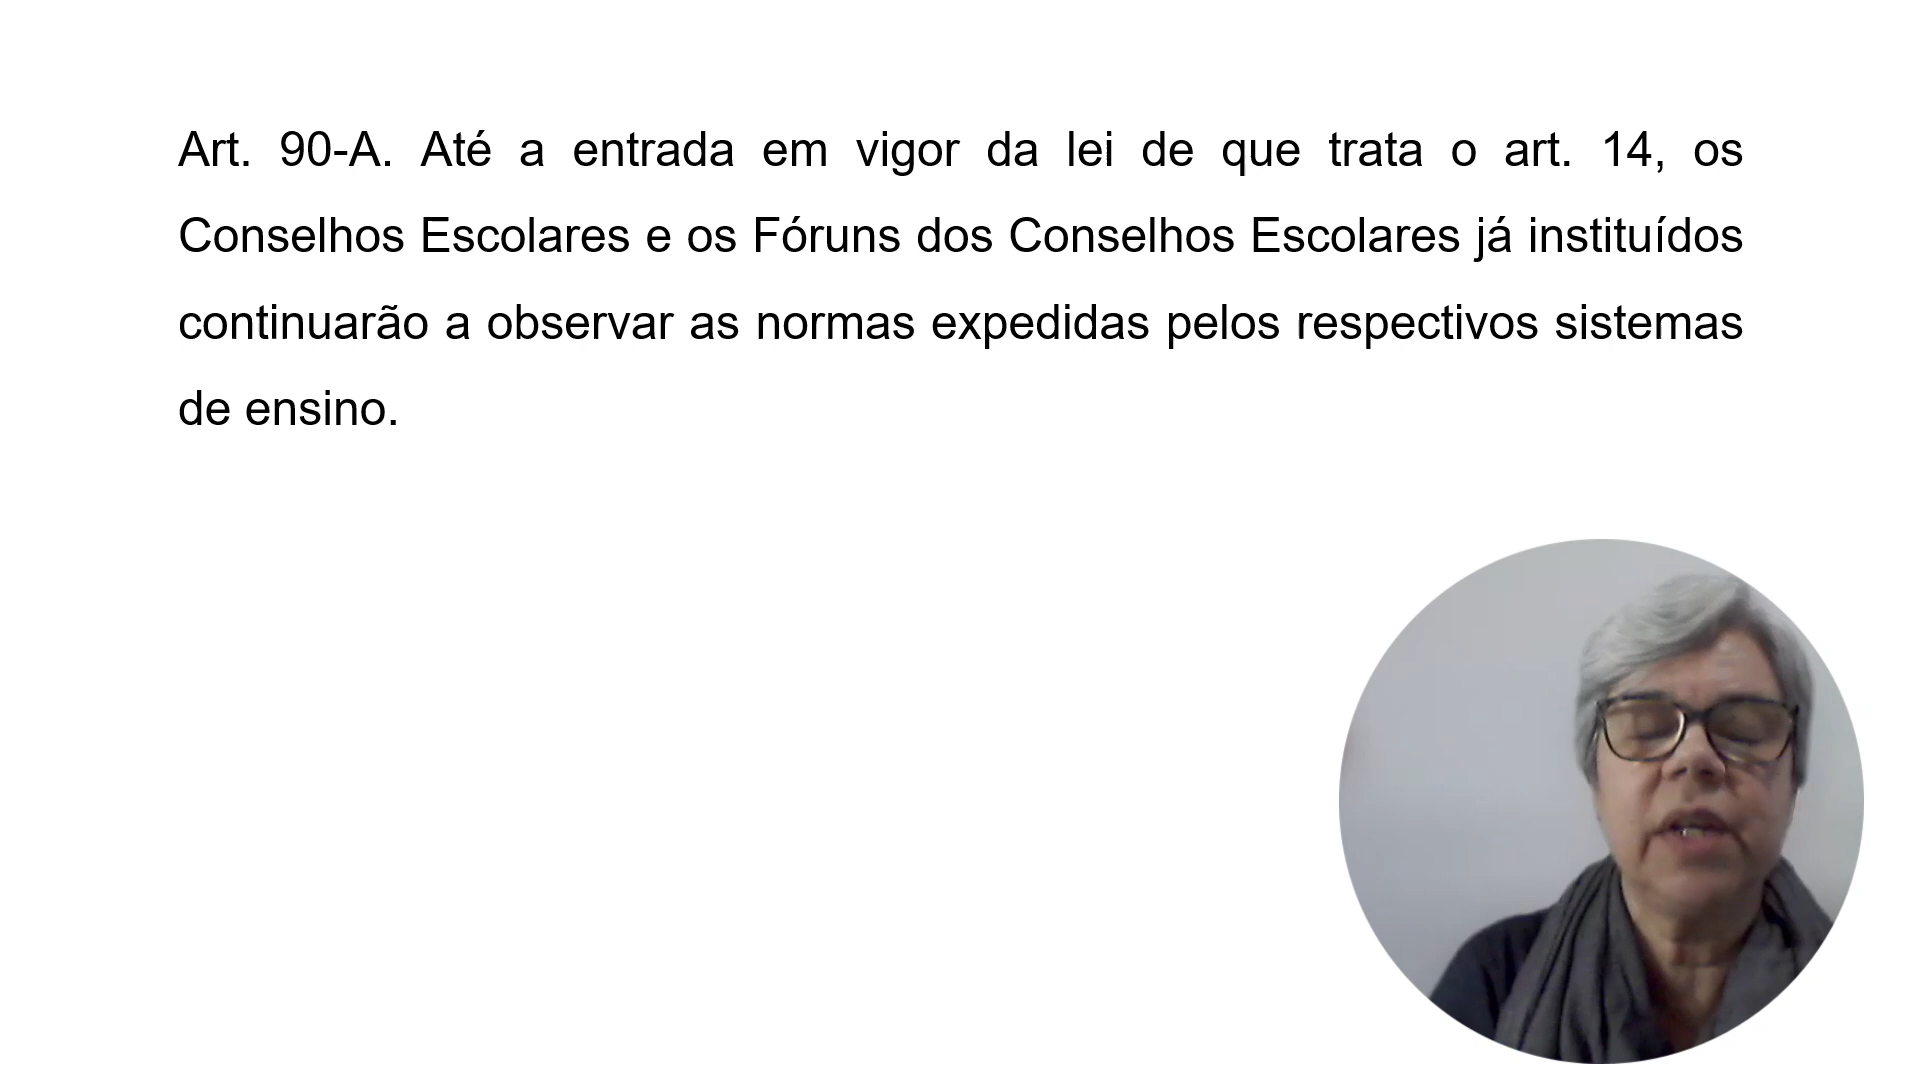 Art. 90-A. Até a entrada em vigor da lei de que trata o art. 14, os
Conselhos Escolares e os Fóruns dos Conselhos Escolares já instituídos
continuarão a observar as normas expedidas pelos respectivos sistemas
de ensino.